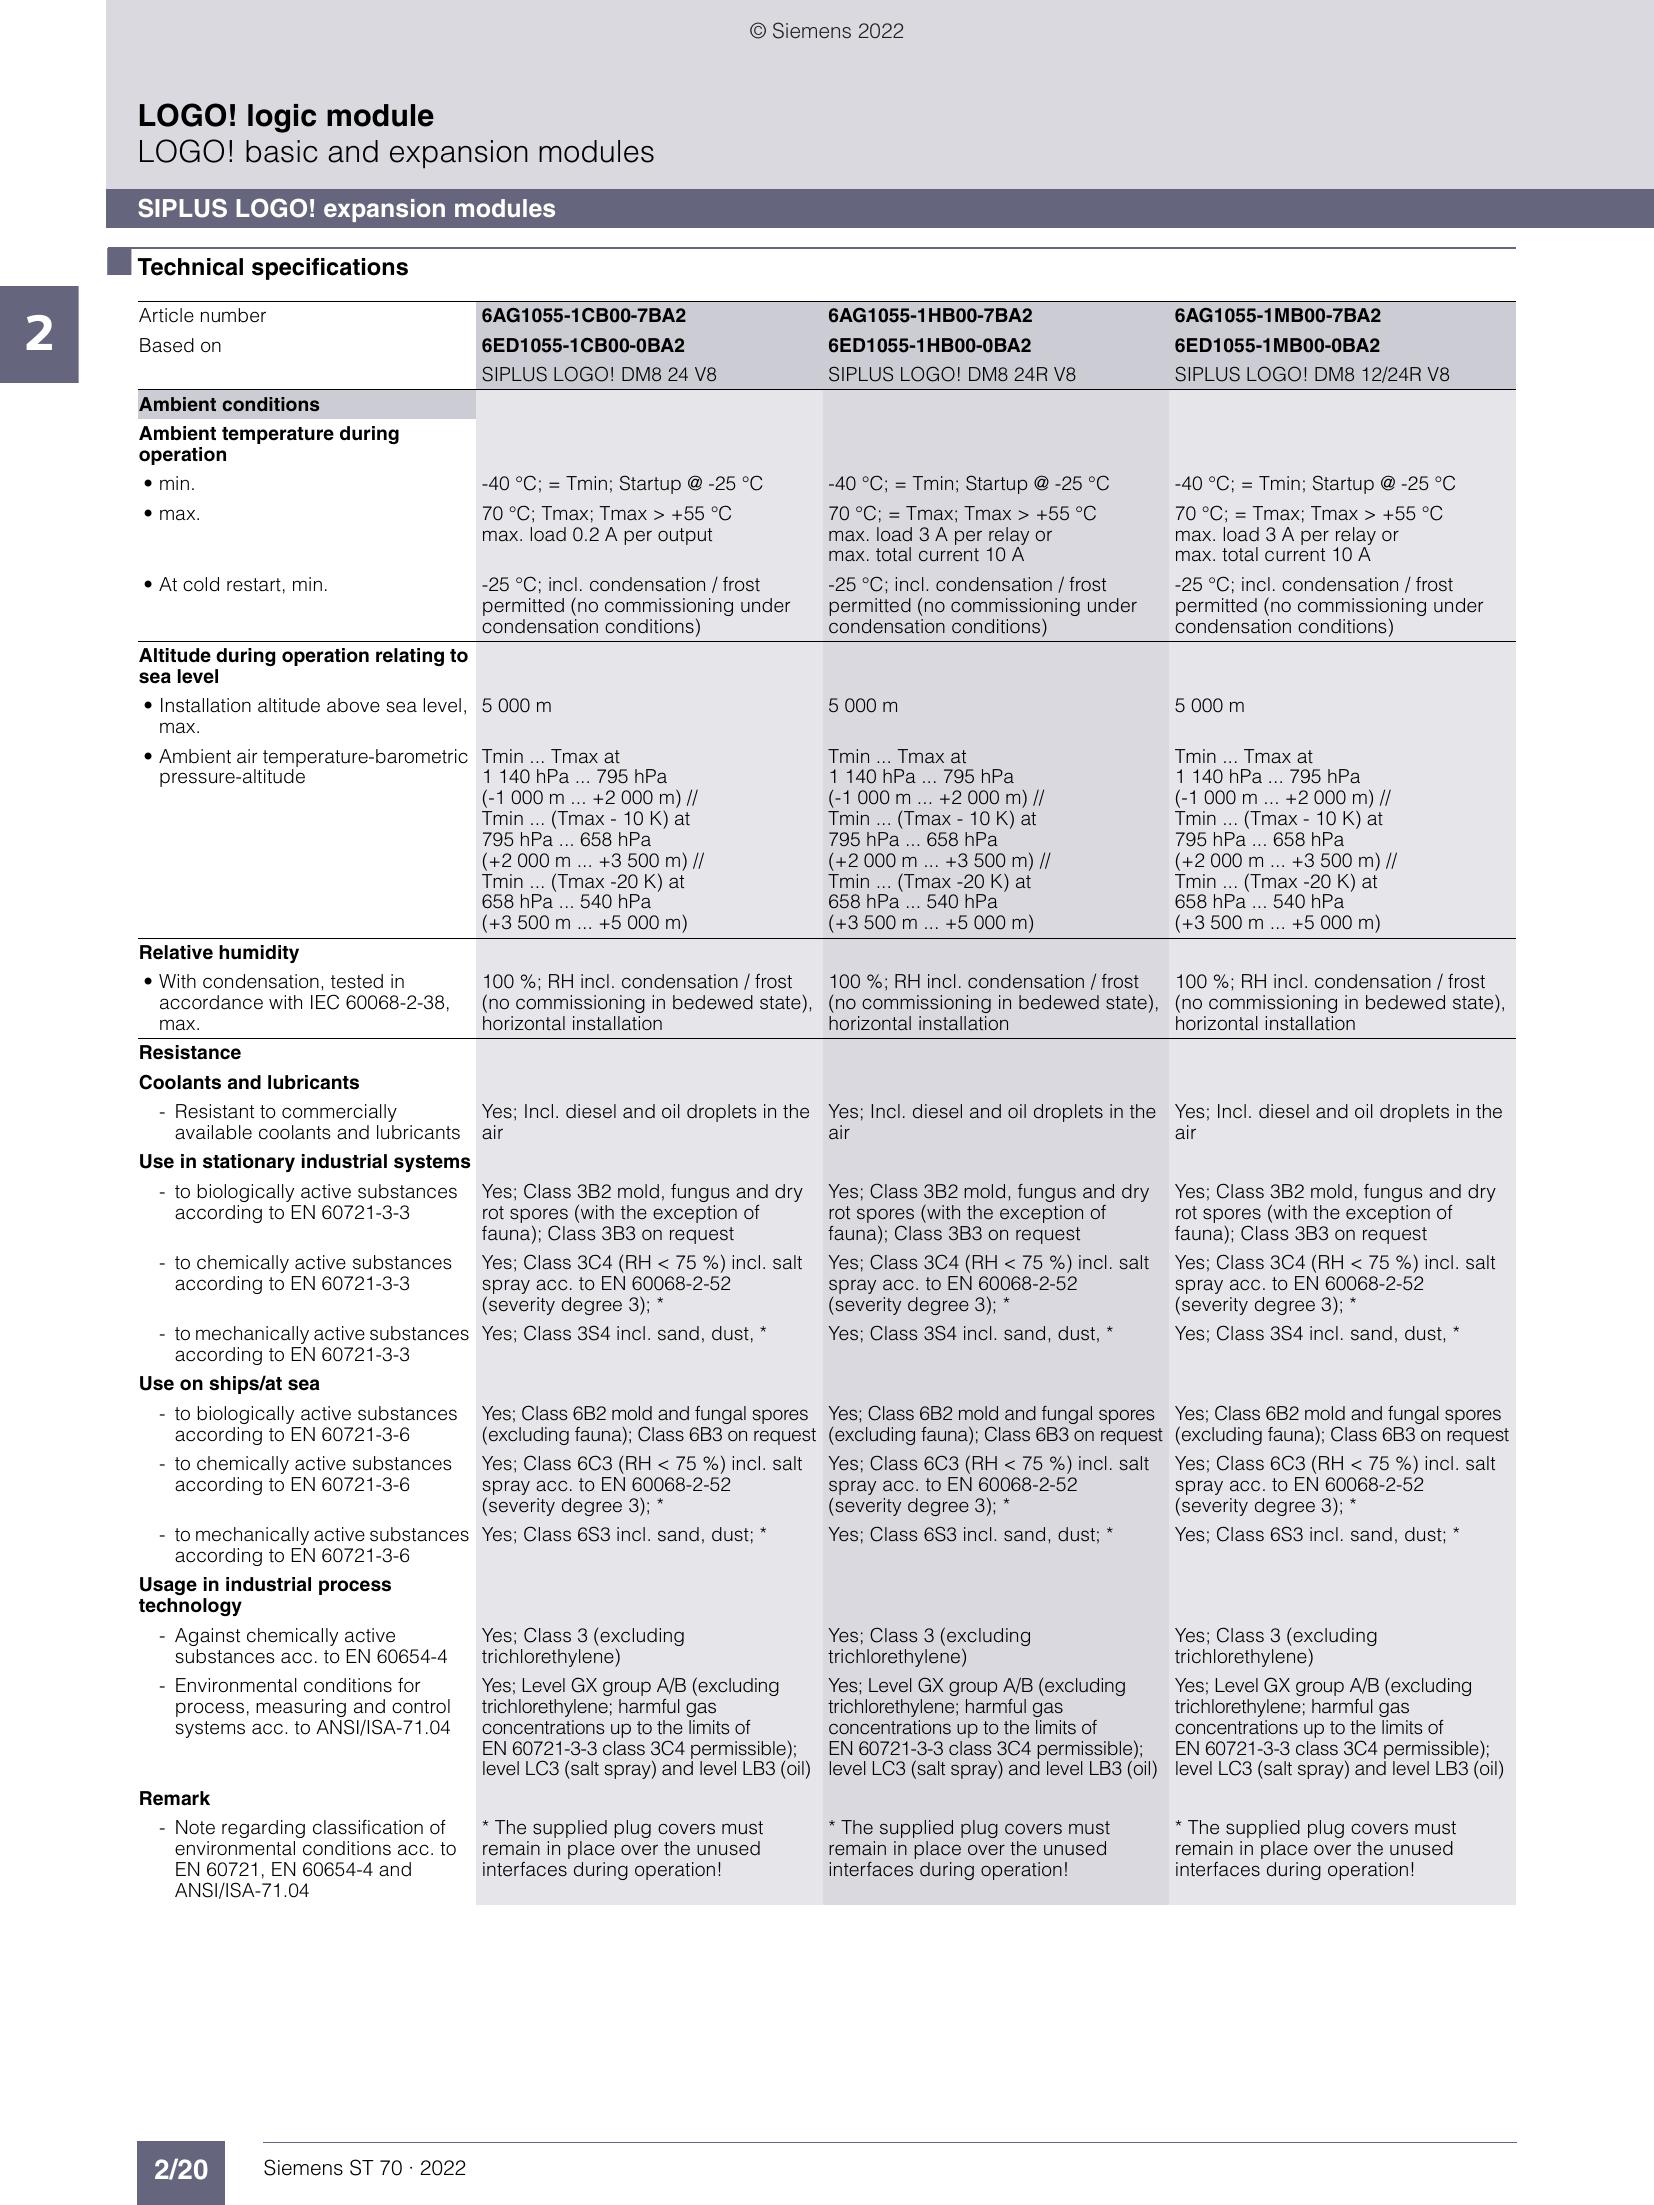 © Siemens 2022
LOGO! logic module
LOGO! basic and expansion modules
SIPLUS LOGO! expansion modules
Technical specifications
2
Article number 6AG1055-1CB00-7BA2 6AG1055-1HB00-7BA2 6AG1055-1MB00-7BA2
Based on 6ED1055-1CB00-0BA2 6ED1055-1HB00-0BA2 6ED1055-1MB00-0BA2
SIPLUS LOGO! DM8 24 V8 SIPLUS LOGO! DM8 24R V8 SIPLUS LOGO! DM8 12/24R V8
Ambient conditions
Ambient temperature during
operation
• min. -40 °C; = Tmin; Startup @ -25 °C -40 °C; = Tmin; Startup @ -25 °C -40 °C; = Tmin; Startup @ -25 °C
• max. 70 °C; Tmax; Tmax > +55 °C 70 °C; = Tmax; Tmax > +55 °C 70 °C; = Tmax; Tmax > +55 °C
max. load 0.2 A per output max. load 3 A per relay or max. load 3 A per relay or
max. total current 10 A max. total current 10 A
• At cold restart, min. -25 °C; incl. condensation / frost -25 °C; incl. condensation / frost -25 °C; incl. condensation / frost
permitted (no commissioning under permitted (no commissioning under permitted (no commissioning under
condensation conditions) condensation conditions) condensation conditions)
Altitude during operation relating to
sea level
• Installation altitude above sea level, 5 000 m 5 000 m 5 000 m
max.
• Ambient air temperature-barometric Tmin ... Tmax at Tmin ... Tmax at Tmin ... Tmax at
pressure-altitude 1 140 hPa ... 795 hPa 1 140 hPa ... 795 hPa 1 140 hPa ... 795 hPa
(-1 000 m ... +2 000 m) // (-1 000 m ... +2 000 m) // (-1 000 m ... +2 000 m) //
Tmin ... (Tmax - 10 K) at Tmin ... (Tmax - 10 K) at Tmin ... (Tmax - 10 K) at
795 hPa ... 658 hPa 795 hPa ... 658 hPa 795 hPa ... 658 hPa
(+2 000 m ... +3 500 m) // (+2 000 m ... +3 500 m) // (+2 000 m ... +3 500 m) //
Tmin ... (Tmax -20 K) at Tmin ... (Tmax -20 K) at Tmin ... (Tmax -20 K) at
658 hPa ... 540 hPa 658 hPa ... 540 hPa 658 hPa ... 540 hPa
(+3 500 m ... +5 000 m) (+3 500 m ... +5 000 m) (+3 500 m ... +5 000 m)
Relative humidity
• With condensation, tested in 100 %; RH incl. condensation / frost 100 %; RH incl. condensation / frost 100 %; RH incl. condensation / frost
accordance with IEC 60068-2-38, (no commissioning in bedewed state), (no commissioning in bedewed state), (no commissioning in bedewed state),
max. horizontal installation horizontal installation horizontal installation
Resistance
Coolants and lubricants
- Resistant to commercially Yes; Incl. diesel and oil droplets in the Yes; Incl. diesel and oil droplets in the Yes; Incl. diesel and oil droplets in the
available coolants and lubricants air air air
Use in stationary industrial systems
- to biologically active substances Yes; Class 3B2 mold, fungus and dry Yes; Class 3B2 mold, fungus and dry Yes; Class 3B2 mold, fungus and dry
according to EN 60721-3-3 rot spores (with the exception of rot spores (with the exception of rot spores (with the exception of
fauna); Class 3B3 on request fauna); Class 3B3 on request fauna); Class 3B3 on request
- to chemically active substances Yes; Class 3C4 (RH < 75 %) incl. salt Yes; Class 3C4 (RH < 75 %) incl. salt Yes; Class 3C4 (RH < 75 %) incl. salt
according to EN 60721-3-3 spray acc. to EN 60068-2-52 spray acc. to EN 60068-2-52 spray acc. to EN 60068-2-52
(severity degree 3); * (severity degree 3); * (severity degree 3); *
- to mechanically active substances Yes; Class 3S4 incl. sand, dust, * Yes; Class 3S4 incl. sand, dust, * Yes; Class 3S4 incl. sand, dust, *
according to EN 60721-3-3
Use on ships/at sea
- to biologically active substances Yes; Class 6B2 mold and fungal spores Yes; Class 6B2 mold and fungal spores Yes; Class 6B2 mold and fungal spores
according to EN 60721-3-6 (excluding fauna); Class 6B3 on request (excluding fauna); Class 6B3 on request (excluding fauna); Class 6B3 on request
- to chemically active substances Yes; Class 6C3 (RH < 75 %) incl. salt Yes; Class 6C3 (RH < 75 %) incl. salt Yes; Class 6C3 (RH < 75 %) incl. salt
according to EN 60721-3-6 spray acc. to EN 60068-2-52 spray acc. to EN 60068-2-52 spray acc. to EN 60068-2-52
(severity degree 3); * (severity degree 3); * (severity degree 3); *
- to mechanically active substances Yes; Class 6S3 incl. sand, dust; * Yes; Class 6S3 incl. sand, dust; * Yes; Class 6S3 incl. sand, dust; *
according to EN 60721-3-6
Usage in industrial process
technology
- Against chemically active Yes; Class 3 (excluding Yes; Class 3 (excluding Yes; Class 3 (excluding
substances acc. to EN 60654-4 trichlorethylene) trichlorethylene) trichlorethylene)
- Environmental conditions for Yes; Level GX group A/B (excluding Yes; Level GX group A/B (excluding Yes; Level GX group A/B (excluding
process, measuring and control trichlorethylene; harmful gas trichlorethylene; harmful gas trichlorethylene; harmful gas
systems acc. to ANSI/ISA-71.04 concentrations up to the limits of concentrations up to the limits of concentrations up to the limits of
EN 60721-3-3 class 3C4 permissible); EN 60721-3-3 class 3C4 permissible); EN 60721-3-3 class 3C4 permissible);
level LC3 (salt spray) and level LB3 (oil) level LC3 (salt spray) and level LB3 (oil) level LC3 (salt spray) and level LB3 (oil)
Remark
- Note regarding classification of * The supplied plug covers must * The supplied plug covers must * The supplied plug covers must
environmental conditions acc. to remain in place over the unused remain in place over the unused remain in place over the unused
EN 60721, EN 60654-4 and interfaces during operation! interfaces during operation! interfaces during operation!
ANSI/ISA-71.04
2/20 Siemens ST 70 · 2022